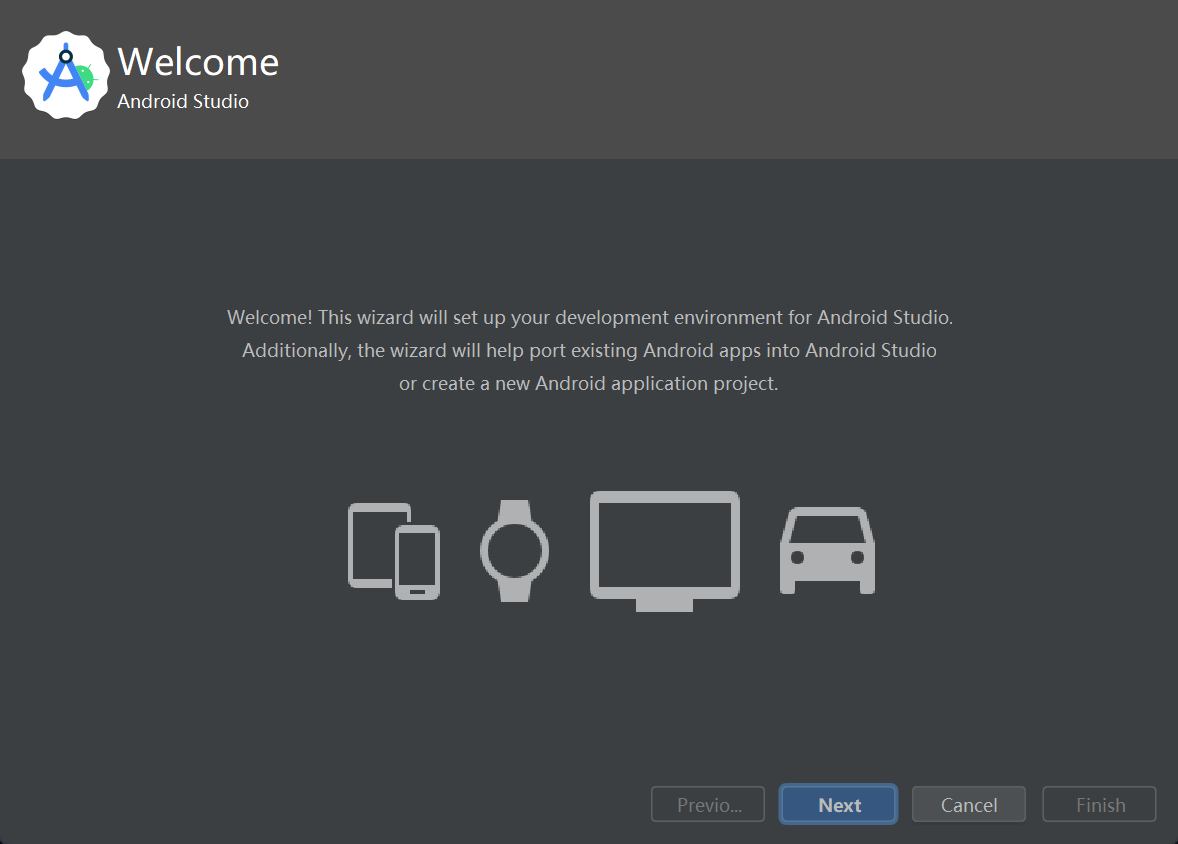 Welcome
Android Studio
Welcome! This wizard will set up your development environment for Android Studio.
Additionally, the wizard will help port existing Android apps into Android Studio
or create a new Android application project.
Previo...
Next
Cancel
Finish